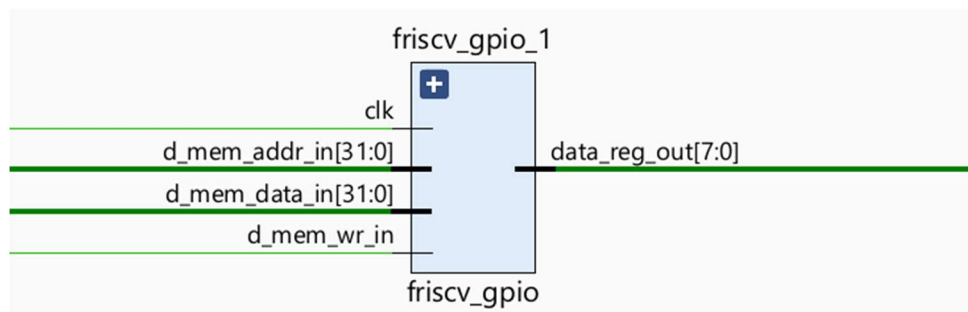 friscv_gpio_1
clk
d_mem_addr_in[31:0]
data_reg_out[7:0]
d_mem_data_in[31:0]
d_mem_wr_in
friscv_gpio